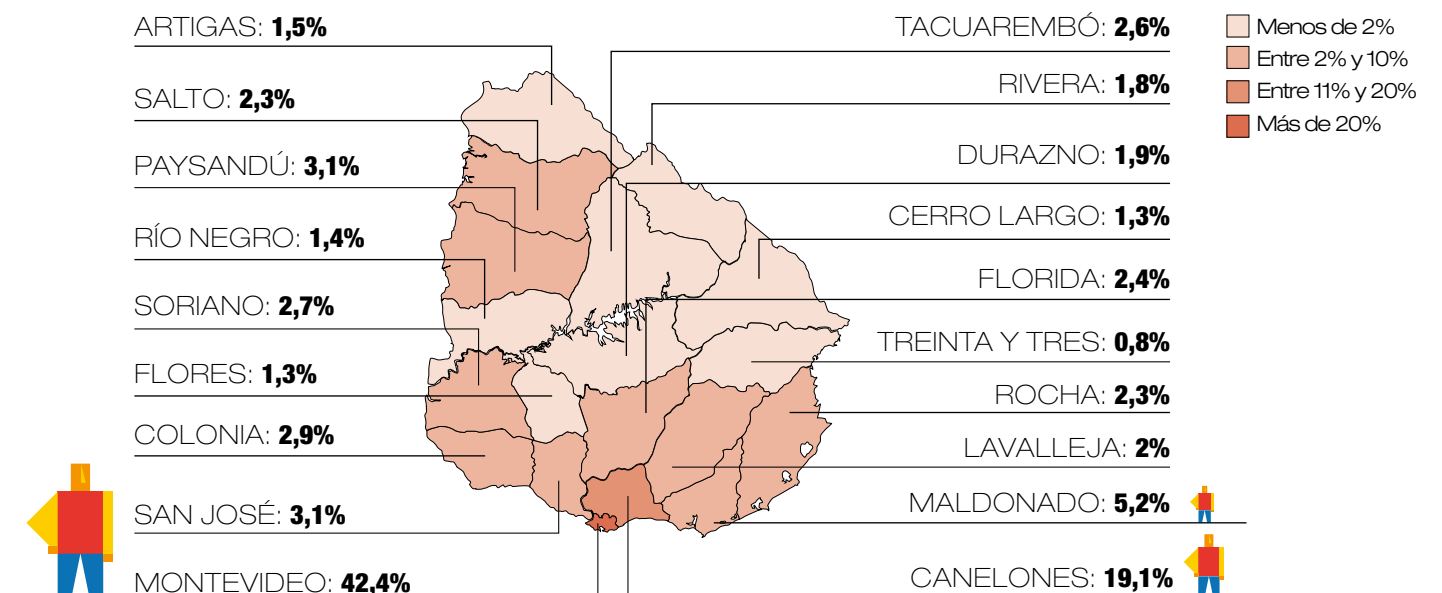 ARTIGAS: 1,5%
SALTO: 2,3%
PAYSANDÚ: 3,1%
RÍO NEGRO: 1,4%
SORIANO: 2,7%
FLORES: 1,3%
COLONIA: 2,9%
SAN JOSÉ: 3,1%
MONTEVIDEO: 42,4%
TACUAREMBÓ: 2,6%
RIVERA: 1,8%
DURAZNO: 1,9%
CERRO LARGO: 1,3%
FLORIDA: 2,4%
TREINTA Y TRES: 0,8%
ROCHA: 2,3%
LAVALLEJA: 2%
MALDONADO: 5,2%
CANELONES: 19,1%
Menos de 2%
Entre 2% y 10%
Entre 11% y 20%
Más de 20%